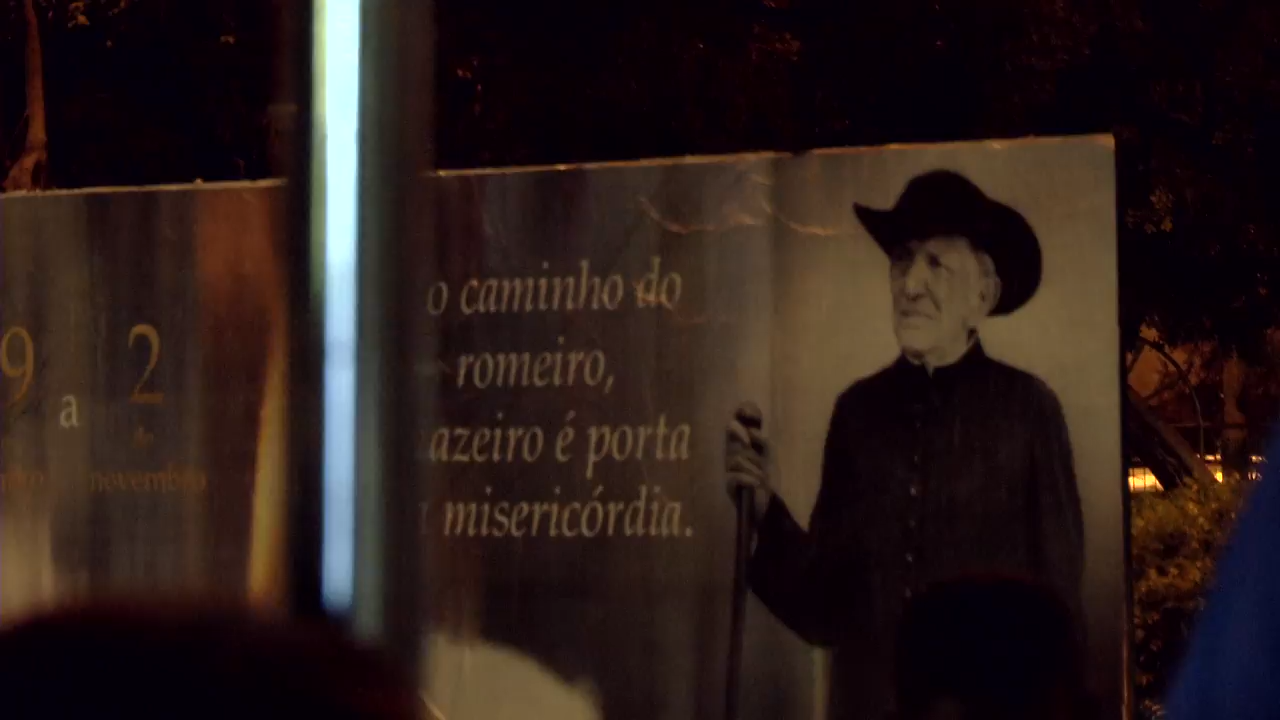 9 a 2
novembro
o caminho do
romeiro,
azeiro é porta
misericórdia.